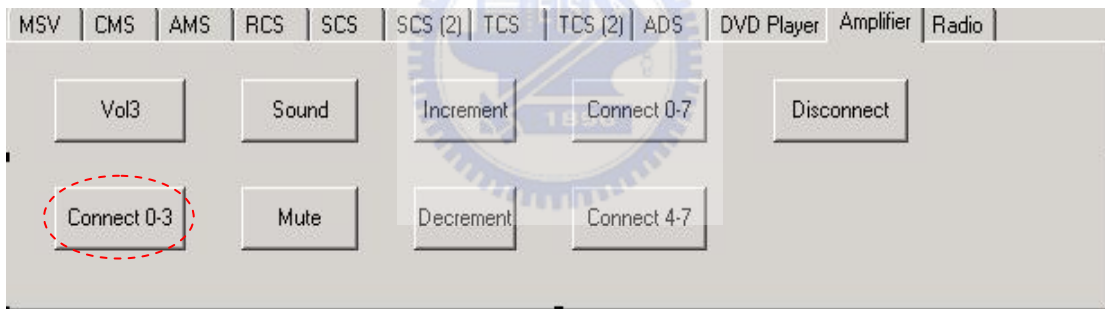 MSV CMS AMS RCS SCS SCS (2) TCS TCS (2) ADS DVD Player Amplifier Radio
Vol3 Sound Increment Connect 0-7 Disconnect
1896
Connect 0-3 Mute Decrement Connect 4-7